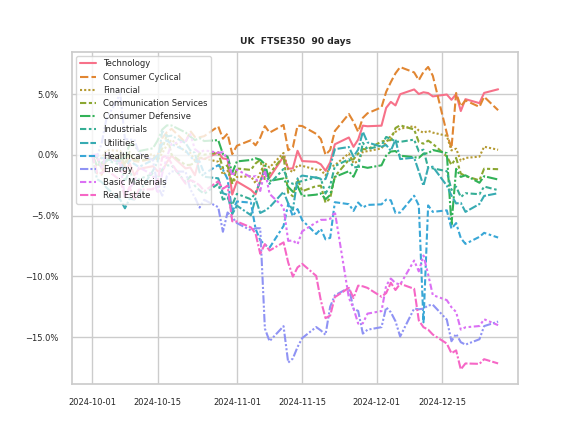 UK FTSE350 90 days
Technology
Consumer Cyclical
Financial
Communication Services
Consumer Defensive
Industrials
Utilities
Healthcare
Energy
Basic Materials
Real Estate
5.0%
0.0%
−5.0%
−10.0%
−15.0%
2024-10-01 2024-10-15 2024-11-01 2024-11-15 2024-12-01 2024-12-15